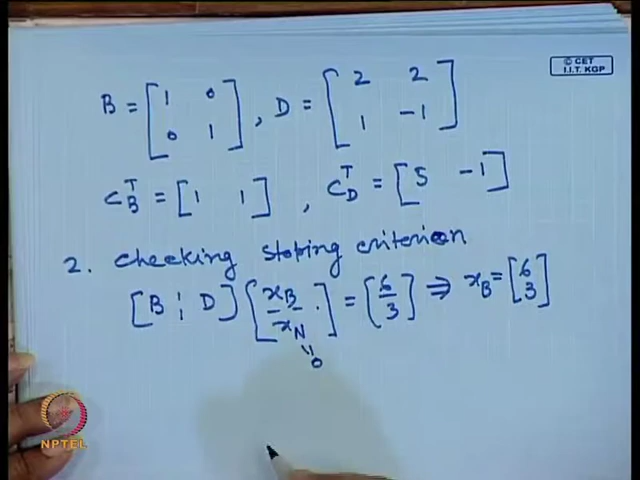 © CET
I.I.T. KGP
B = [1 0; 0 1], D = [2 2; 1 -1]
C_B^T = [1 1], C_D^T = [5 -1]
2. Checking stopping criterion
[B ¦ D] [x_B; x_N] = [6; 3] ⇒ x_B = [6; 3]
"
0
NPTEL